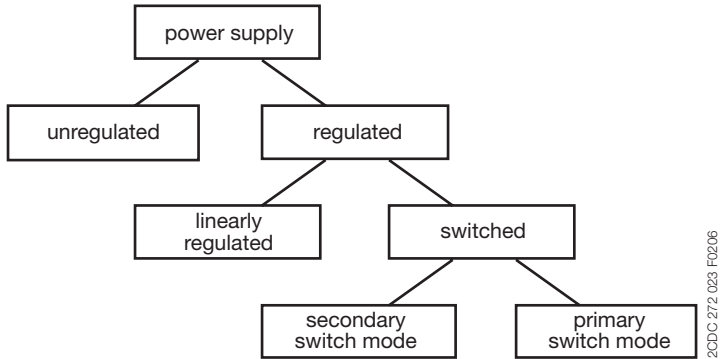 power supply
unregulated
regulated
linearly
regulated
switched
secondary
switch mode
primary
switch mode
2CDC 272 023 F0206